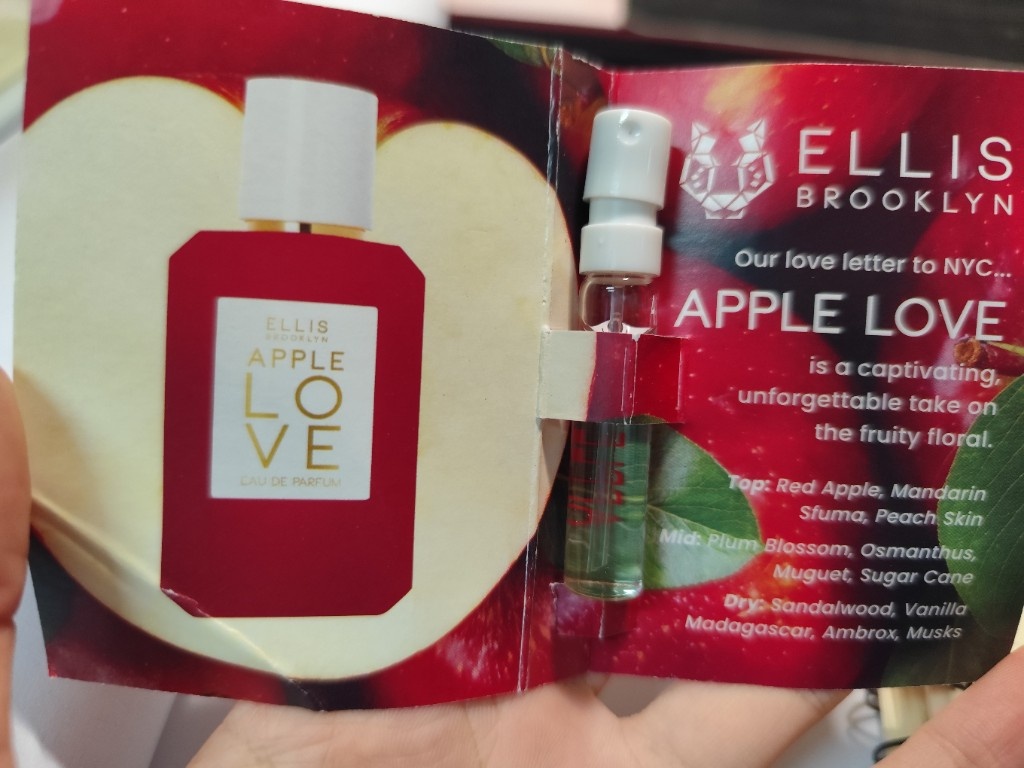 ELLIS
BROOKLYN
APPLE
LO
VE
EAU DE PARFUM
ELLIS
BROOKLYN
Our love letter to NYC...
APPLE LOVE
is a captivating,
unforgettable take on
the fruity floral.
Top: Red Apple, Mandarin
Sfuma, Peach Skin
Mid: Plum Blossom, Osmanthus,
Muguet, Sugar Cane
Dry: Sandalwood, Vanilla
Madagascar, Ambrox, Musks